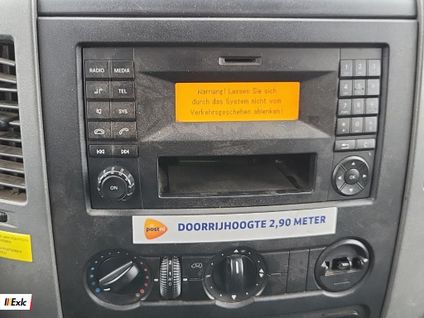 RADIO MEDIA
TEL
SYS
Warnung! Lassen Sie sich
durch das System nicht vom
Verkehrsgeschehen ablenken!
ON
postnl
DOORRIJHOOGTE 2,90 METER
Exlc